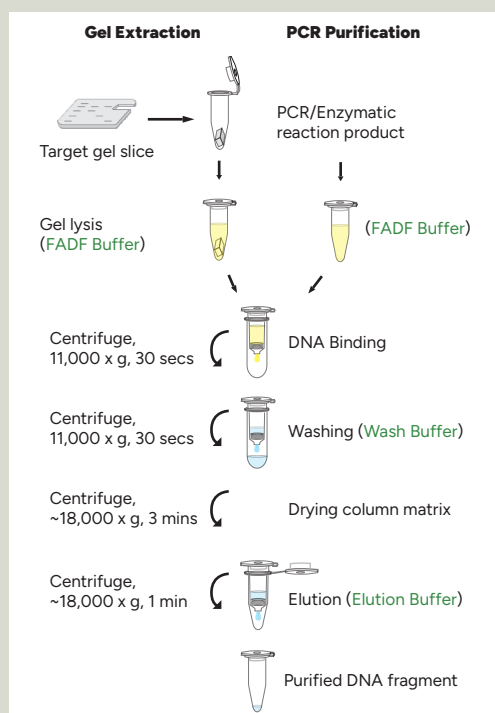 Gel Extraction
PCR Purification
Target gel slice
PCR/Enzymatic
reaction product
Gel lysis
(FADF Buffer)
(FADF Buffer)
Centrifuge,
11,000 x g, 30 secs
DNA Binding
Centrifuge,
11,000 x g, 30 secs
Washing (Wash Buffer)
Centrifuge,
~18,000 x g, 3 mins
Drying column matrix
Centrifuge,
~18,000 x g, 1 min
Elution (Elution Buffer)
Purified DNA fragment